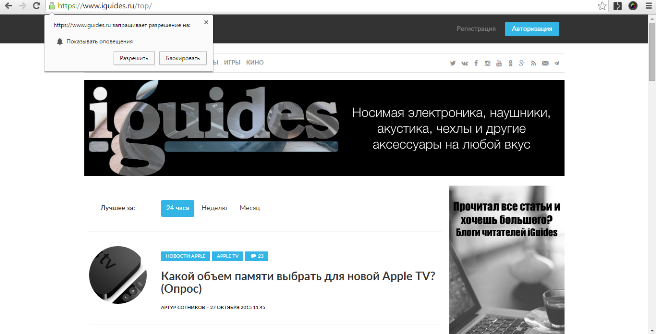 https://www.iguides.ru/top/
https://www.iguides.ru запрашивает разрешение на:
Показывать оповещения
Разрешить
Блокировать
Регистрация
Авторизация
ИГРЫ
КИНО
iguides
Носимая электроника, наушники,
акустика, чехлы и другие
аксессуары на любой вкус
Лучшее за:
24 часа
Неделю
Месяц
Прочитал все статьи и
хочешь большего?
Блоги читателей iGuides
tv
НОВОСТИ APPLE
APPLE TV
23
Какой объем памяти выбрать для новой Apple TV?
(Опрос)
АРТУР СОТНИКОВ - 27 ОКТЯБРЯ 2015 11:45